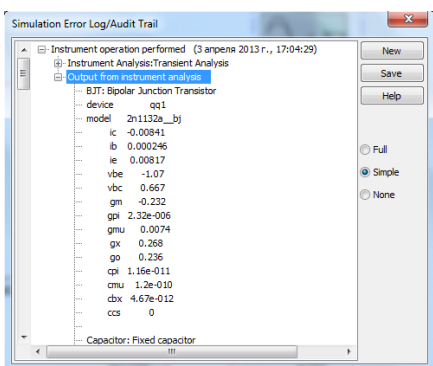 Simulation Error Log/Audit Trail
Instrument operation performed (3 апреля 2013 г., 17:04:29)
Instrument Analysis:Transient Analysis
Output from instrument analysis
BJT: Bipolar Junction Transistor
device qq1
model 2n1132a__bj
ic -0.00841
ib 0.000246
ie 0.00817
vbe -1.07
vbc 0.667
gm -0.232
gpi 2.32e-006
gmu 0.0074
gx 0.268
go 0.236
cpi 1.16e-011
cmu 1.2e-010
cbx 4.67e-012
ccs 0
Capacitor: Fixed capacitor
New
Save
Help
Full
Simple
None